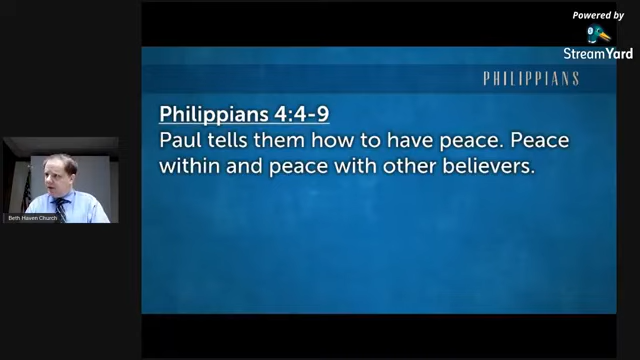 Powered by
StreamYard
PHILIPPIANS
Philippians 4:4-9
Paul tells them how to have peace. Peace
within and peace with other believers.
Beth Haven Church